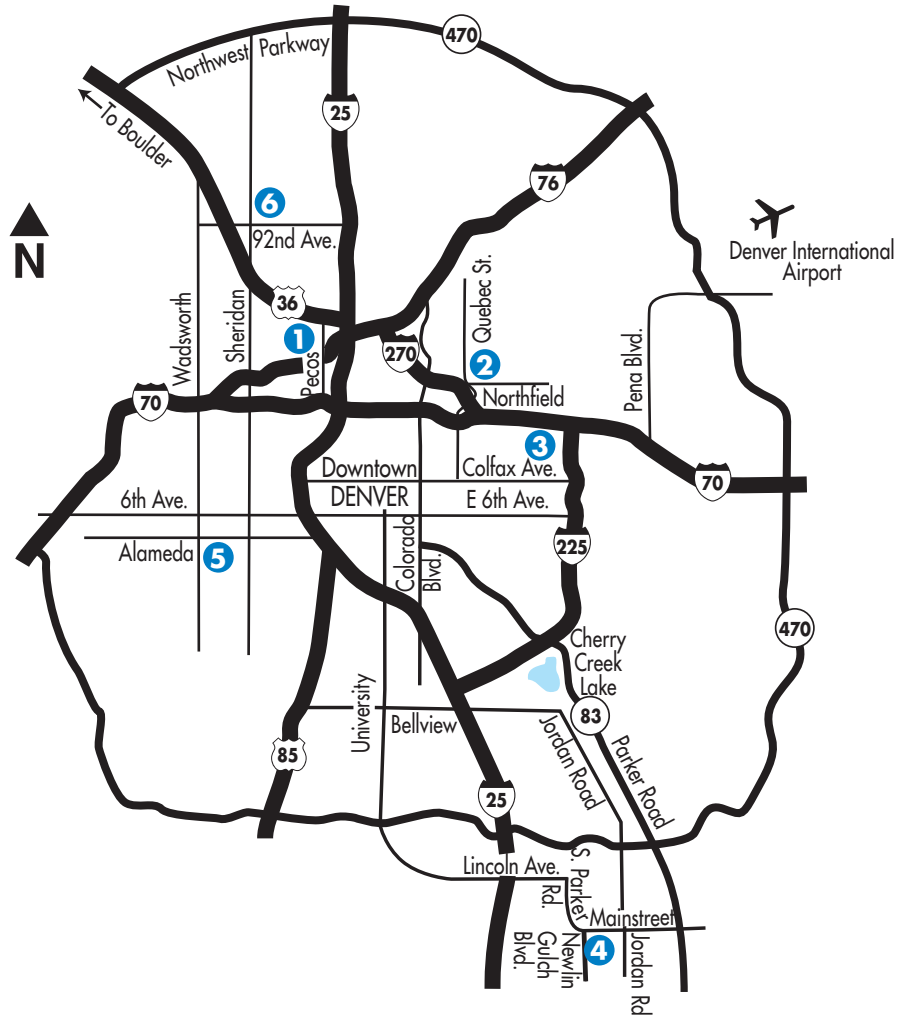 470
Northwest Parkway
25
To Boulder
76
6
92nd Ave.
Denver International
Airport
N
36
Quebec St.
Wadsworth
Sheridan
1
Pecos
270
2
Northfield
Pena Blvd.
70
3
Downtown
DENVER
Colfax Ave.
70
6th Ave.
E 6th Ave.
Alameda
5
Colorado
Blvd.
225
Cherry
Creek
Lake
470
83
University
Bellview
Jordan Road
Parker Road
85
25
Lincoln Ave.
S. Parker
Rd.
Mainstreet
Newlin
Gulch
Blvd.
4
Jordan Rd